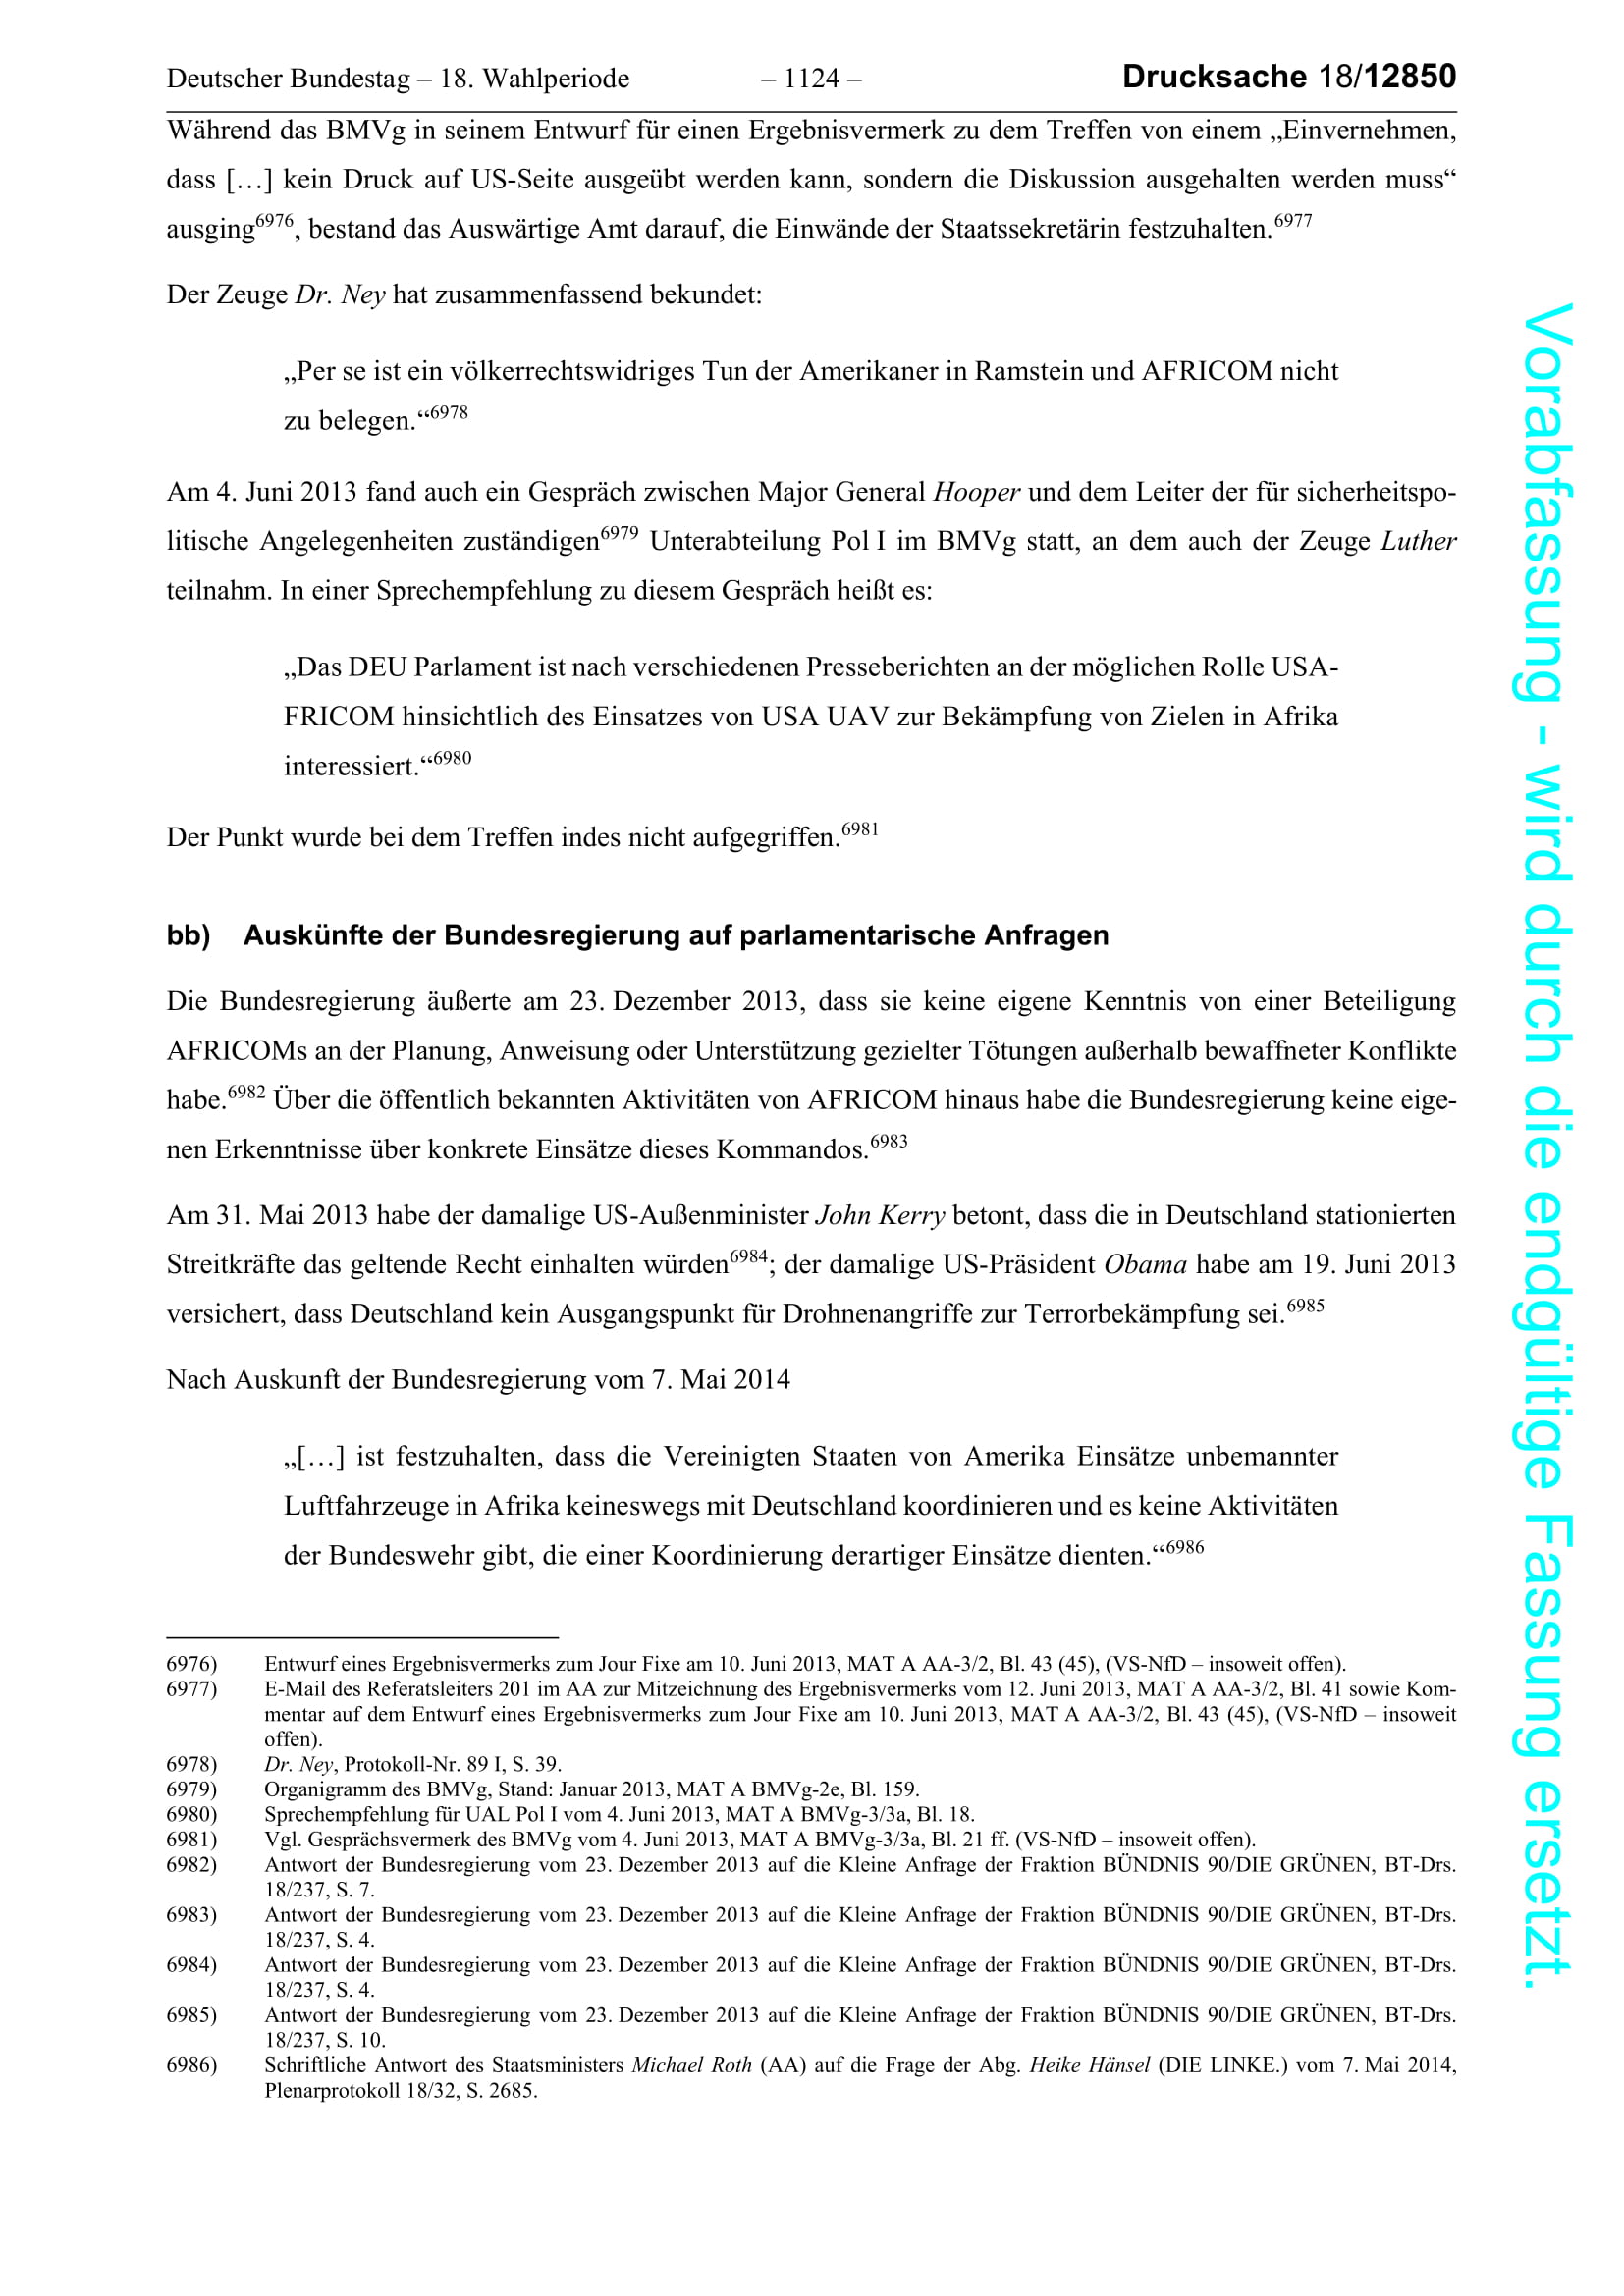 Deutscher Bundestag – 18. Wahlperiode – 1124 – Drucksache 18/12850
Während das BMVg in seinem Entwurf für einen Ergebnisvermerk zu dem Treffen von einem „Einvernehmen,
dass […] kein Druck auf US-Seite ausgeübt werden kann, sondern die Diskussion ausgehalten werden muss“
ausging6976, bestand das Auswärtige Amt darauf, die Einwände der Staatssekretärin festzuhalten.6977
Der Zeuge Dr. Ney hat zusammenfassend bekundet:
„Per se ist ein völkerrechtswidriges Tun der Amerikaner in Ramstein und AFRICOM nicht
zu belegen.“6978
Am 4. Juni 2013 fand auch ein Gespräch zwischen Major General Hooper und dem Leiter der für sicherheitspo-
litische Angelegenheiten zuständigen6979 Unterabteilung Pol I im BMVg statt, an dem auch der Zeuge Luther
teilnahm. In einer Sprechempfehlung zu diesem Gespräch heißt es:
„Das DEU Parlament ist nach verschiedenen Presseberichten an der möglichen Rolle USA-
FRICOM hinsichtlich des Einsatzes von USA UAV zur Bekämpfung von Zielen in Afrika
interessiert.“6980
Der Punkt wurde bei dem Treffen indes nicht aufgegriffen.6981
bb) Auskünfte der Bundesregierung auf parlamentarische Anfragen
Die Bundesregierung äußerte am 23. Dezember 2013, dass sie keine eigene Kenntnis von einer Beteiligung
AFRICOMs an der Planung, Anweisung oder Unterstützung gezielter Tötungen außerhalb bewaffneter Konflikte
habe.6982 Über die öffentlich bekannten Aktivitäten von AFRICOM hinaus habe die Bundesregierung keine eige-
nen Erkenntnisse über konkrete Einsätze dieses Kommandos.6983
Am 31. Mai 2013 habe der damalige US-Außenminister John Kerry betont, dass die in Deutschland stationierten
Streitkräfte das geltende Recht einhalten würden6984; der damalige US-Präsident Obama habe am 19. Juni 2013
versichert, dass Deutschland kein Ausgangspunkt für Drohnenangriffe zur Terrorbekämpfung sei.6985
Nach Auskunft der Bundesregierung vom 7. Mai 2014
„[…] ist festzuhalten, dass die Vereinigten Staaten von Amerika Einsätze unbemannter
Luftfahrzeuge in Afrika keineswegs mit Deutschland koordinieren und es keine Aktivitäten
der Bundeswehr gibt, die einer Koordinierung derartiger Einsätze dienten.“6986
6976) Entwurf eines Ergebnisvermerks zum Jour Fixe am 10. Juni 2013, MAT A AA-3/2, Bl. 43 (45), (VS-NfD – insoweit offen).
6977) E-Mail des Referatsleiters 201 im AA zur Mitzeichnung des Ergebnisvermerks vom 12. Juni 2013, MAT A AA-3/2, Bl. 41 sowie Kom-
mentar auf dem Entwurf eines Ergebnisvermerks zum Jour Fixe am 10. Juni 2013, MAT A AA-3/2, Bl. 43 (45), (VS-NfD – insoweit
offen).
6978) Dr. Ney, Protokoll-Nr. 89 I, S. 39.
6979) Organigramm des BMVg, Stand: Januar 2013, MAT A BMVg-2e, Bl. 159.
6980) Sprechempfehlung für UAL Pol I vom 4. Juni 2013, MAT A BMVg-3/3a, Bl. 18.
6981) Vgl. Gesprächsvermerk des BMVg vom 4. Juni 2013, MAT A BMVg-3/3a, Bl. 21 ff. (VS-NfD – insoweit offen).
6982) Antwort der Bundesregierung vom 23. Dezember 2013 auf die Kleine Anfrage der Fraktion BÜNDNIS 90/DIE GRÜNEN, BT-Drs.
18/237, S. 7.
6983) Antwort der Bundesregierung vom 23. Dezember 2013 auf die Kleine Anfrage der Fraktion BÜNDNIS 90/DIE GRÜNEN, BT-Drs.
18/237, S. 4.
6984) Antwort der Bundesregierung vom 23. Dezember 2013 auf die Kleine Anfrage der Fraktion BÜNDNIS 90/DIE GRÜNEN, BT-Drs.
18/237, S. 4.
6985) Antwort der Bundesregierung vom 23. Dezember 2013 auf die Kleine Anfrage der Fraktion BÜNDNIS 90/DIE GRÜNEN, BT-Drs.
18/237, S. 10.
6986) Schriftliche Antwort des Staatsministers Michael Roth (AA) auf die Frage der Abg. Heike Hänsel (DIE LINKE.) vom 7. Mai 2014,
Plenarprotokoll 18/32, S. 2685.
Vorabfassung - wird durch die endgültige Fassung ersetzt.